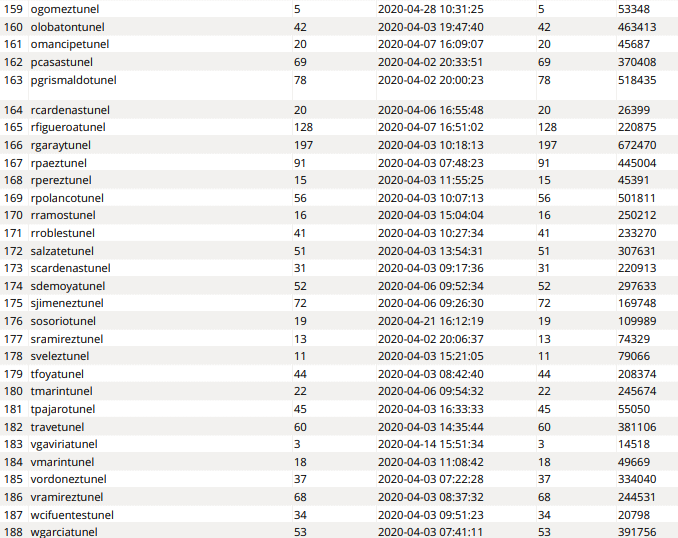 159 ogomeztunel 5 2020-04-28 10:31:25 5 53348
160 olobatontunel 42 2020-04-03 19:47:40 42 463413
161 omancipetunel 20 2020-04-07 16:09:07 20 45687
162 pcasastunel 69 2020-04-02 20:33:51 69 370408
163 pgrismaldotunel 78 2020-04-02 20:00:23 78 518435
164 rcardenastunel 20 2020-04-06 16:55:48 20 26399
165 rfigueroatunel 128 2020-04-07 16:51:02 128 220875
166 rgaraytunel 197 2020-04-03 10:18:13 197 672470
167 rpaeztunel 91 2020-04-03 07:48:23 91 445004
168 rpereztunel 15 2020-04-03 11:55:25 15 45391
169 rpolancotunel 56 2020-04-03 10:07:13 56 501811
170 rramostunel 16 2020-04-03 15:04:04 16 250212
171 rroblestunel 41 2020-04-03 10:27:34 41 233270
172 salzatetunel 51 2020-04-03 13:54:31 51 307631
173 scardenastunel 31 2020-04-03 09:17:36 31 220913
174 sdemoyatunel 52 2020-04-06 09:52:34 52 297633
175 sjimeneztunel 72 2020-04-06 09:26:30 72 169748
176 sosoriotunel 19 2020-04-21 16:12:19 19 109989
177 sramireztunel 13 2020-04-02 20:06:37 13 74329
178 sveleztunel 11 2020-04-03 15:21:05 11 79066
179 tfoyatunel 44 2020-04-03 08:42:40 44 208374
180 tmarintunel 22 2020-04-06 09:54:32 22 245674
181 tpajarotunel 45 2020-04-03 16:33:33 45 55050
182 travetunel 60 2020-04-03 14:35:44 60 381106
183 vgaviriatunel 3 2020-04-14 15:51:34 3 14518
184 vmarintunel 18 2020-04-03 11:08:42 18 49669
185 vordoneztunel 37 2020-04-03 07:22:28 37 334040
186 vramireztunel 68 2020-04-03 08:37:32 68 244531
187 wcifuentestunel 34 2020-04-03 09:51:23 34 20798
188 wgarciatunel 53 2020-04-03 07:41:11 53 391756